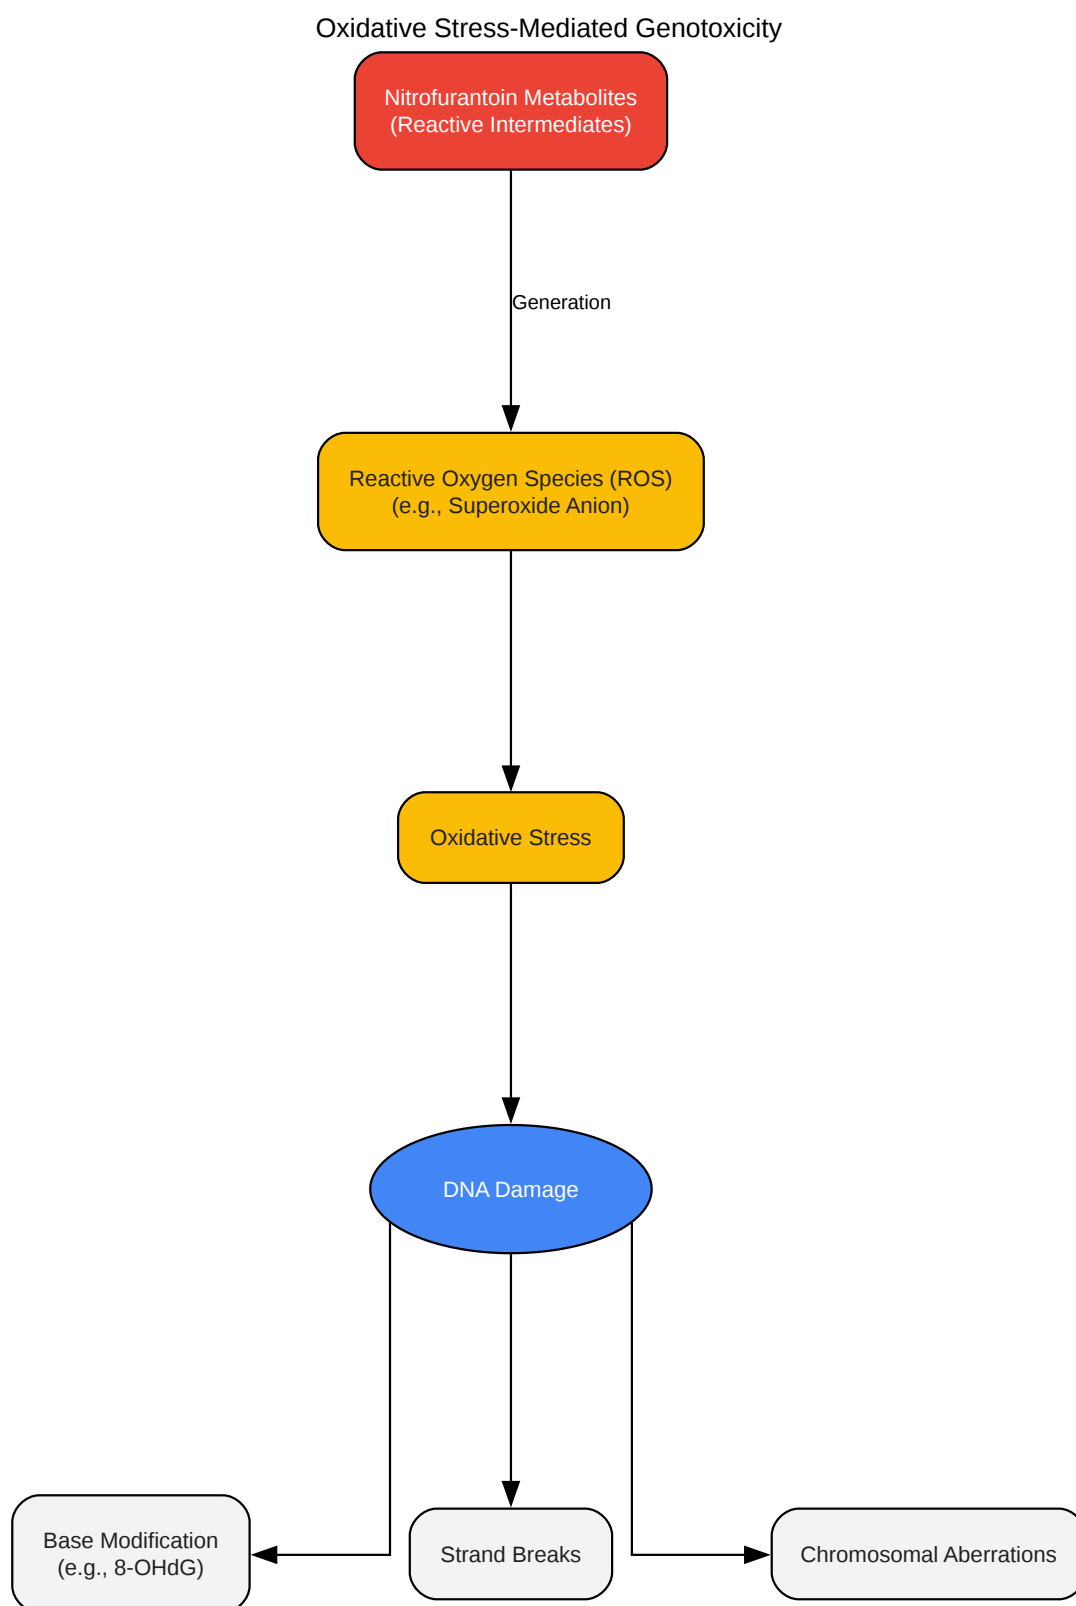 Oxidative Stress-Mediated Genotoxicity
Nitrofurantoin Metabolites
(Reactive Intermediates)
Generation
Reactive Oxygen Species (ROS)
(e.g., Superoxide Anion)
Oxidative Stress
DNA Damage
Base Modification
(e.g., 8-OHdG)
Strand Breaks
Chromosomal Aberrations